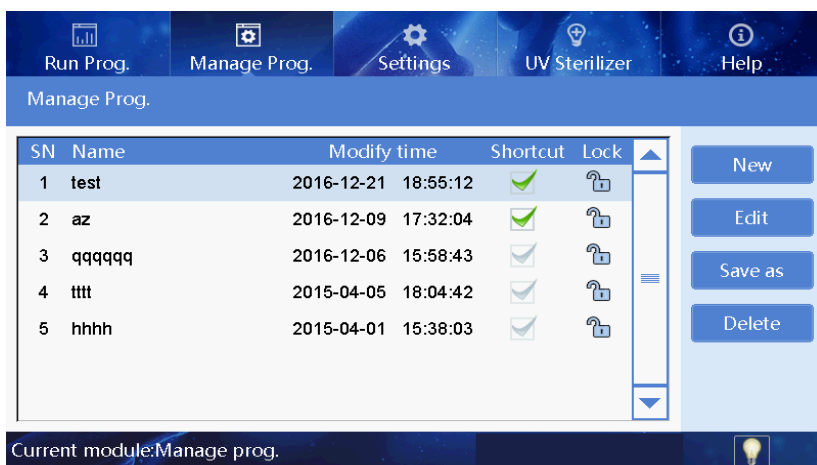 Run Prog. Manage Prog. Settings UV Sterilizer Help
Manage Prog.
SN Name Modify time Shortcut Lock
1 test 2016-12-21 18:55:12
2 az 2016-12-09 17:32:04
3 qqqqqq 2016-12-06 15:58:43
4 tttt 2015-04-05 18:04:42
5 hhhh 2015-04-01 15:38:03
New
Edit
Save as
Delete
Current module:Manage prog.